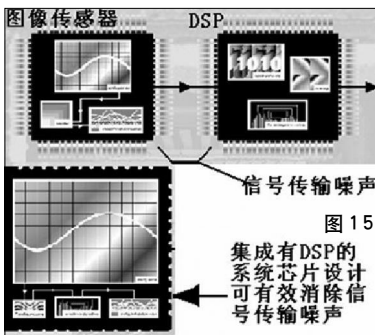 图像传感器
DSP
1010
信号传输噪声
图15
集成有DSP的
系统芯片设计
可有效消除信
号传输噪声